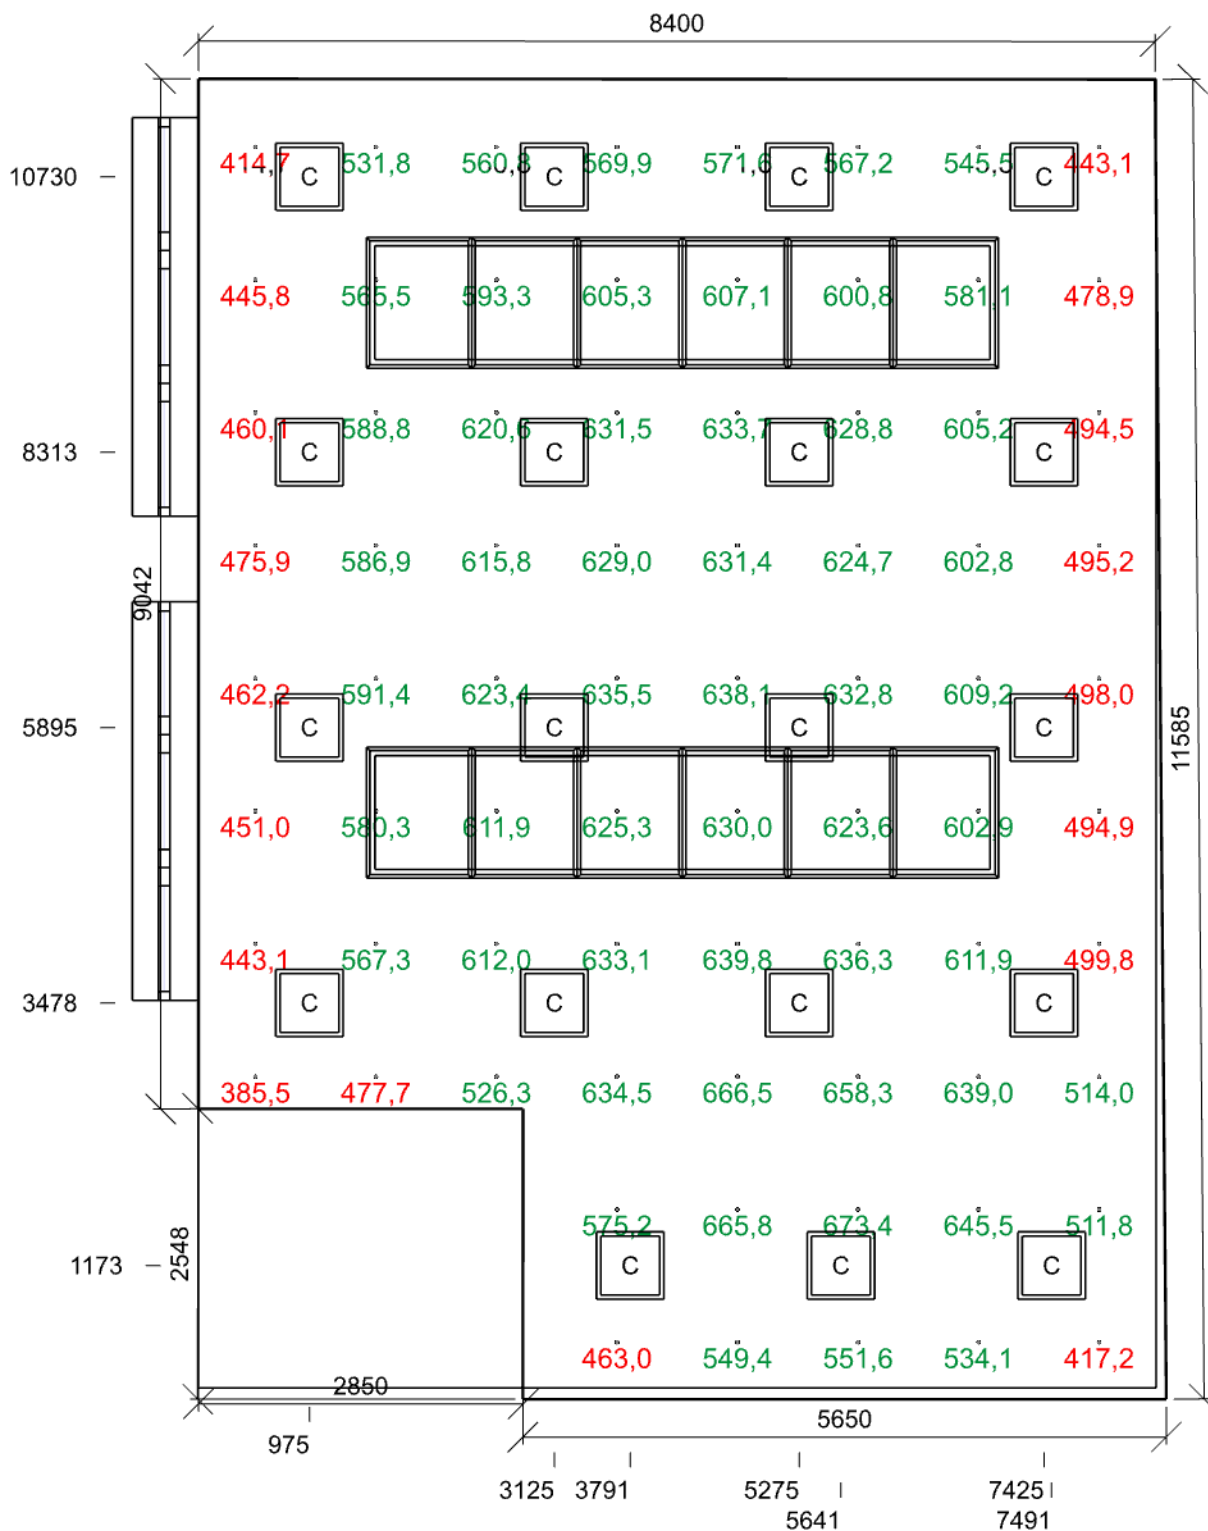 8400
414,7 531,8 560,8 569,9 571,6 567,2 545,5 443,1
10730 C C C C
445,8 565,5 593,3 605,3 607,1 600,8 581,1 478,9
460,1 588,8 620,6 631,5 633,7 628,8 605,2 494,5
8313 C C C C
475,9 586,9 615,8 629,0 631,4 624,7 602,8 495,2
9042
462,2 591,4 623,4 635,5 638,1 632,8 609,2 498,0
5895 C C C C
11585
451,0 580,3 611,9 625,3 630,0 623,6 602,9 494,9
443,1 567,3 612,0 633,1 639,8 636,3 611,9 499,8
3478 C C C C
385,5 477,7 526,3 634,5 666,5 658,3 639,0 514,0
575,2 665,8 673,4 645,5 511,8
2548
1173 C C C
463,0 549,4 551,6 534,1 417,2
2850
5650
975
3125 3791 5275 7425
5641 7491